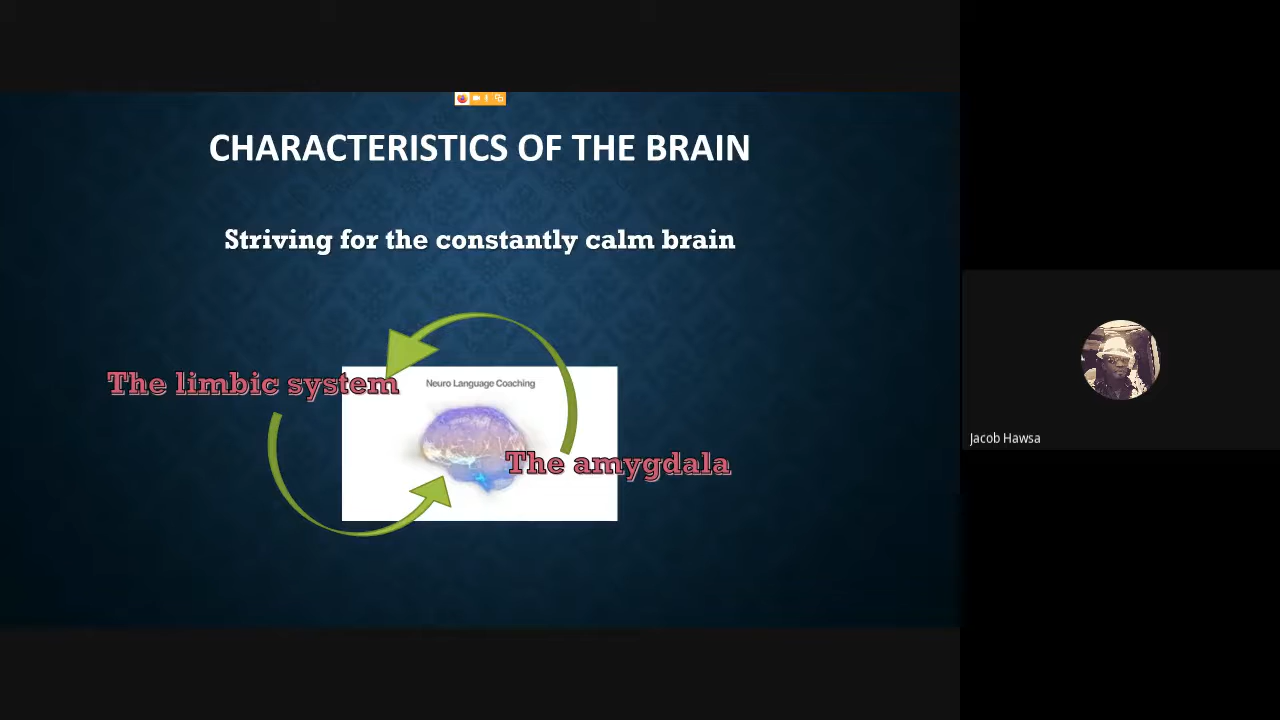 CHARACTERISTICS OF THE BRAIN
Striving for the constantly calm brain
The limbic system
Neuro Language Coaching
The amygdala
Jacob Hawsa